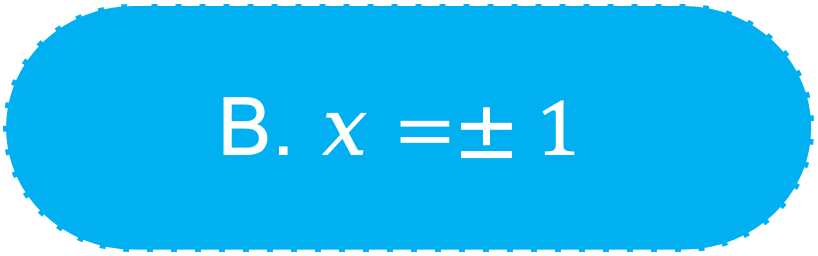 B. x =± 1